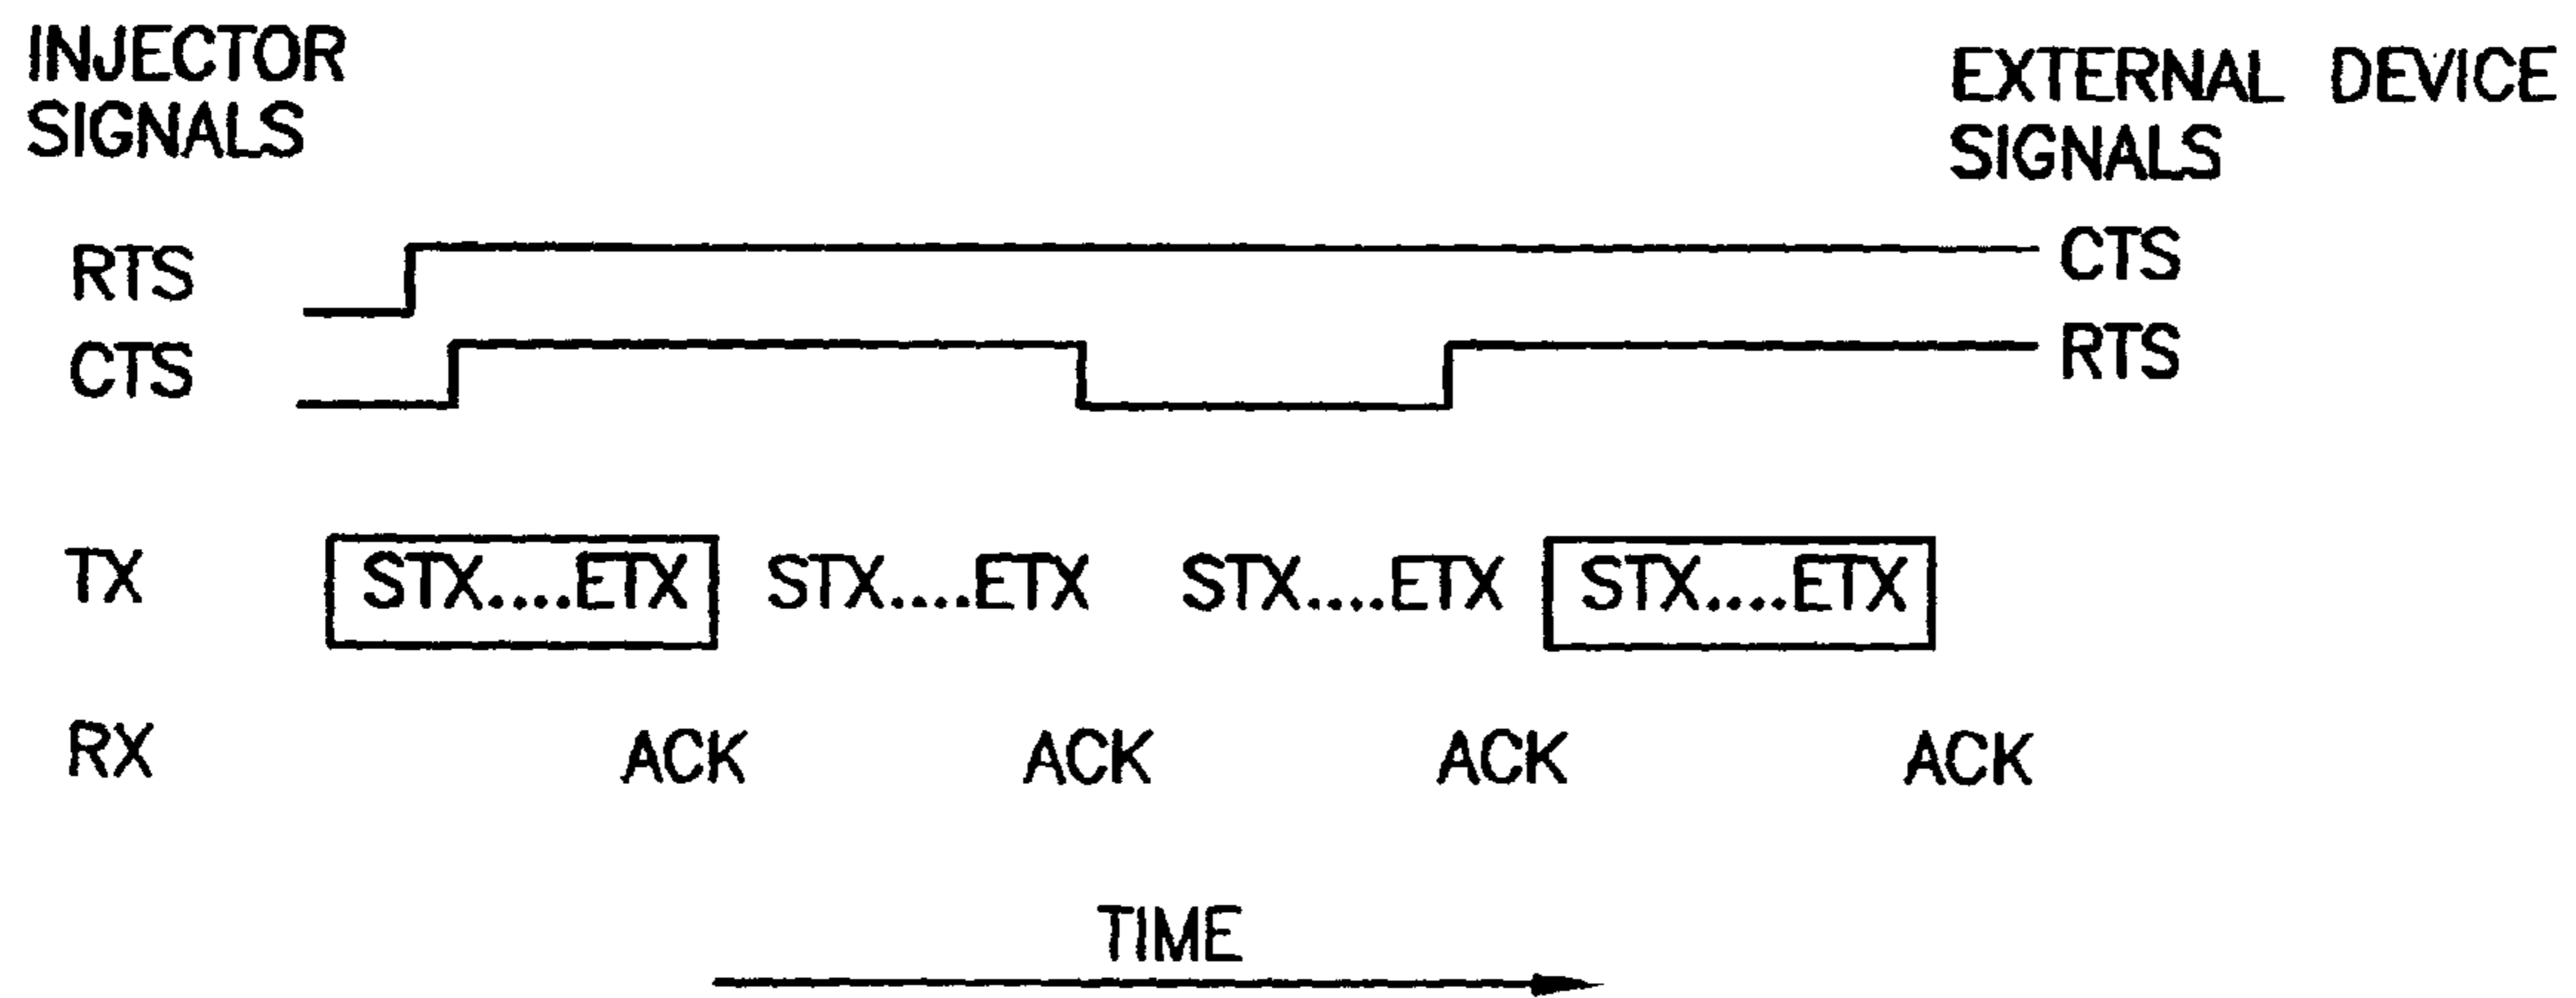 INJECTOR
SIGNALS
EXTERNAL DEVICE
SIGNALS
RTS
CTS
CTS
RTS
TX
STX....ETX
STX....ETX
STX....ETX
STX....ETX
RX
ACK
ACK
ACK
ACK
TIME